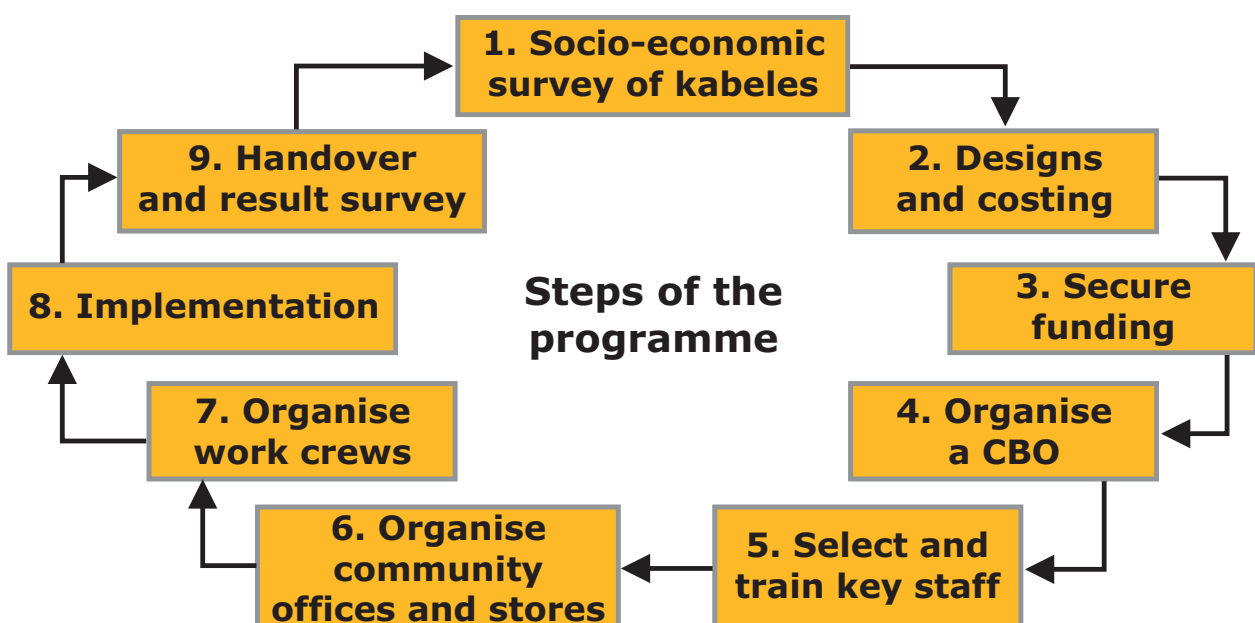 1. Socio-economic
survey of kabeles
2. Designs
and costing
3. Secure
funding
4. Organise
a CBO
5. Select and
train key staff
6. Organise
community
offices and stores
7. Organise
work crews
8. Implementation
9. Handover
and result survey
Steps of the
programme